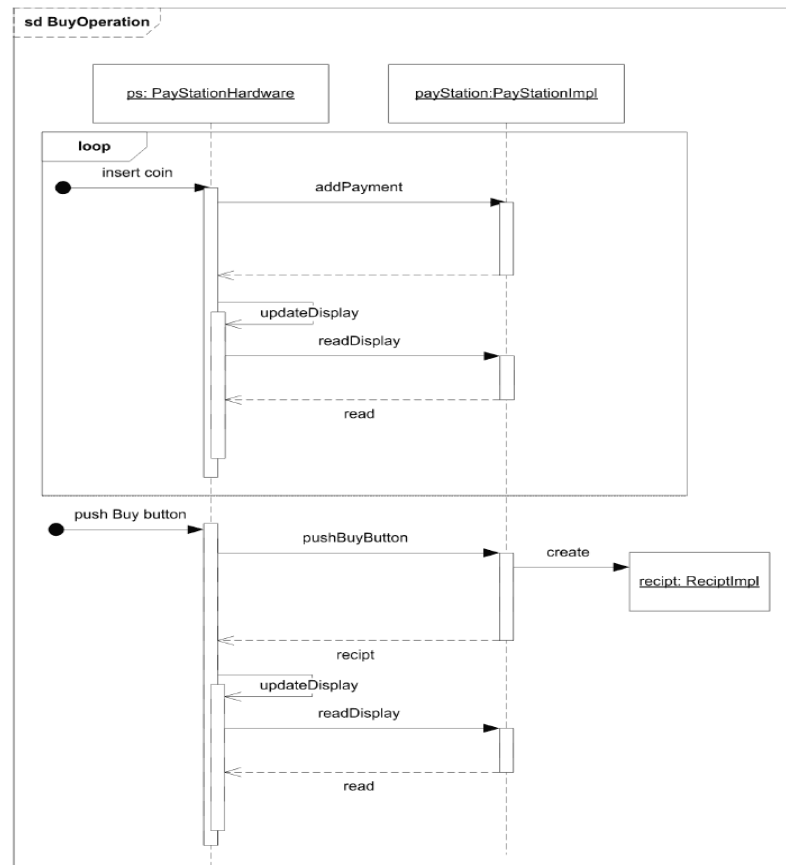 sd BuyOperation
ps: PayStationHardware
payStation:PayStationImpl
loop
insert coin
addPayment
updateDisplay
readDisplay
read
push Buy button
pushBuyButton
create
recipt: ReciptImpl
recipt
updateDisplay
readDisplay
read